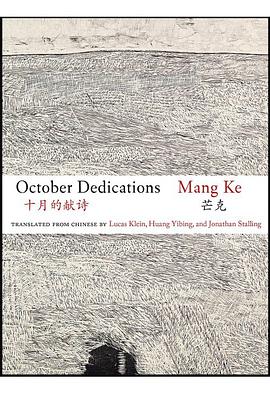 October Dedications Mang Ke
十月的献诗 芒克
TRANSLATED FROM CHINESE BY Lucas Klein, Huang Yibing, and Jonathan Stalling